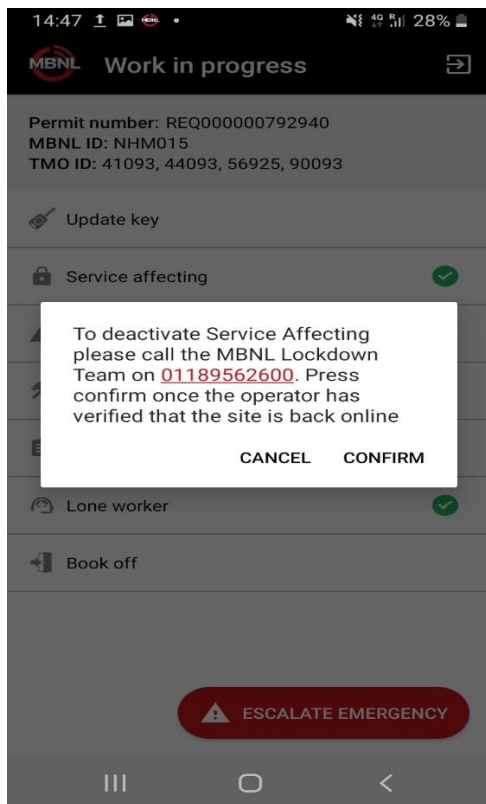 14:47 4G R 28%
MBNL Work in progress
Permit number: REQ000000792940
MBNL ID: NHM015
TMO ID: 41093, 44093, 56925, 90093
Update key
Service affecting
To deactivate Service Affecting
please call the MBNL Lockdown
Team on 01189562600. Press
confirm once the operator has
verified that the site is back online
CANCEL CONFIRM
Lone worker
Book off
ESCALATE EMERGENCY